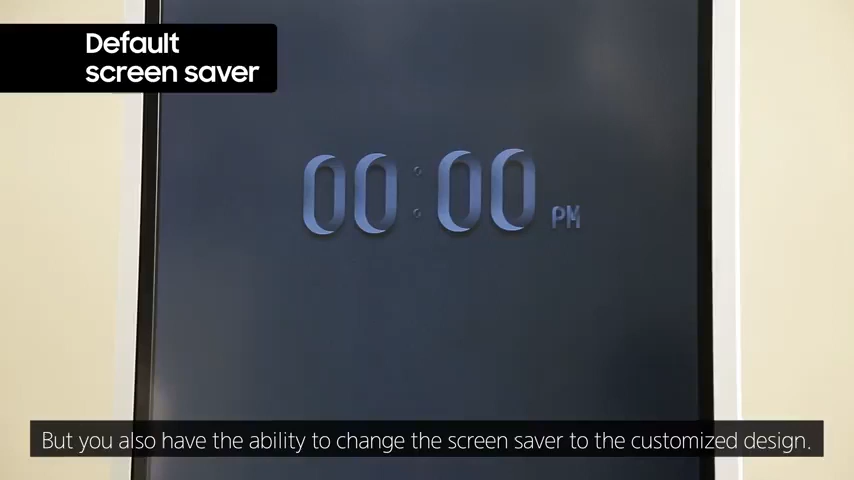 Default
screen saver
00:00 PM
But you also have the ability to change the screen saver to the customized design.